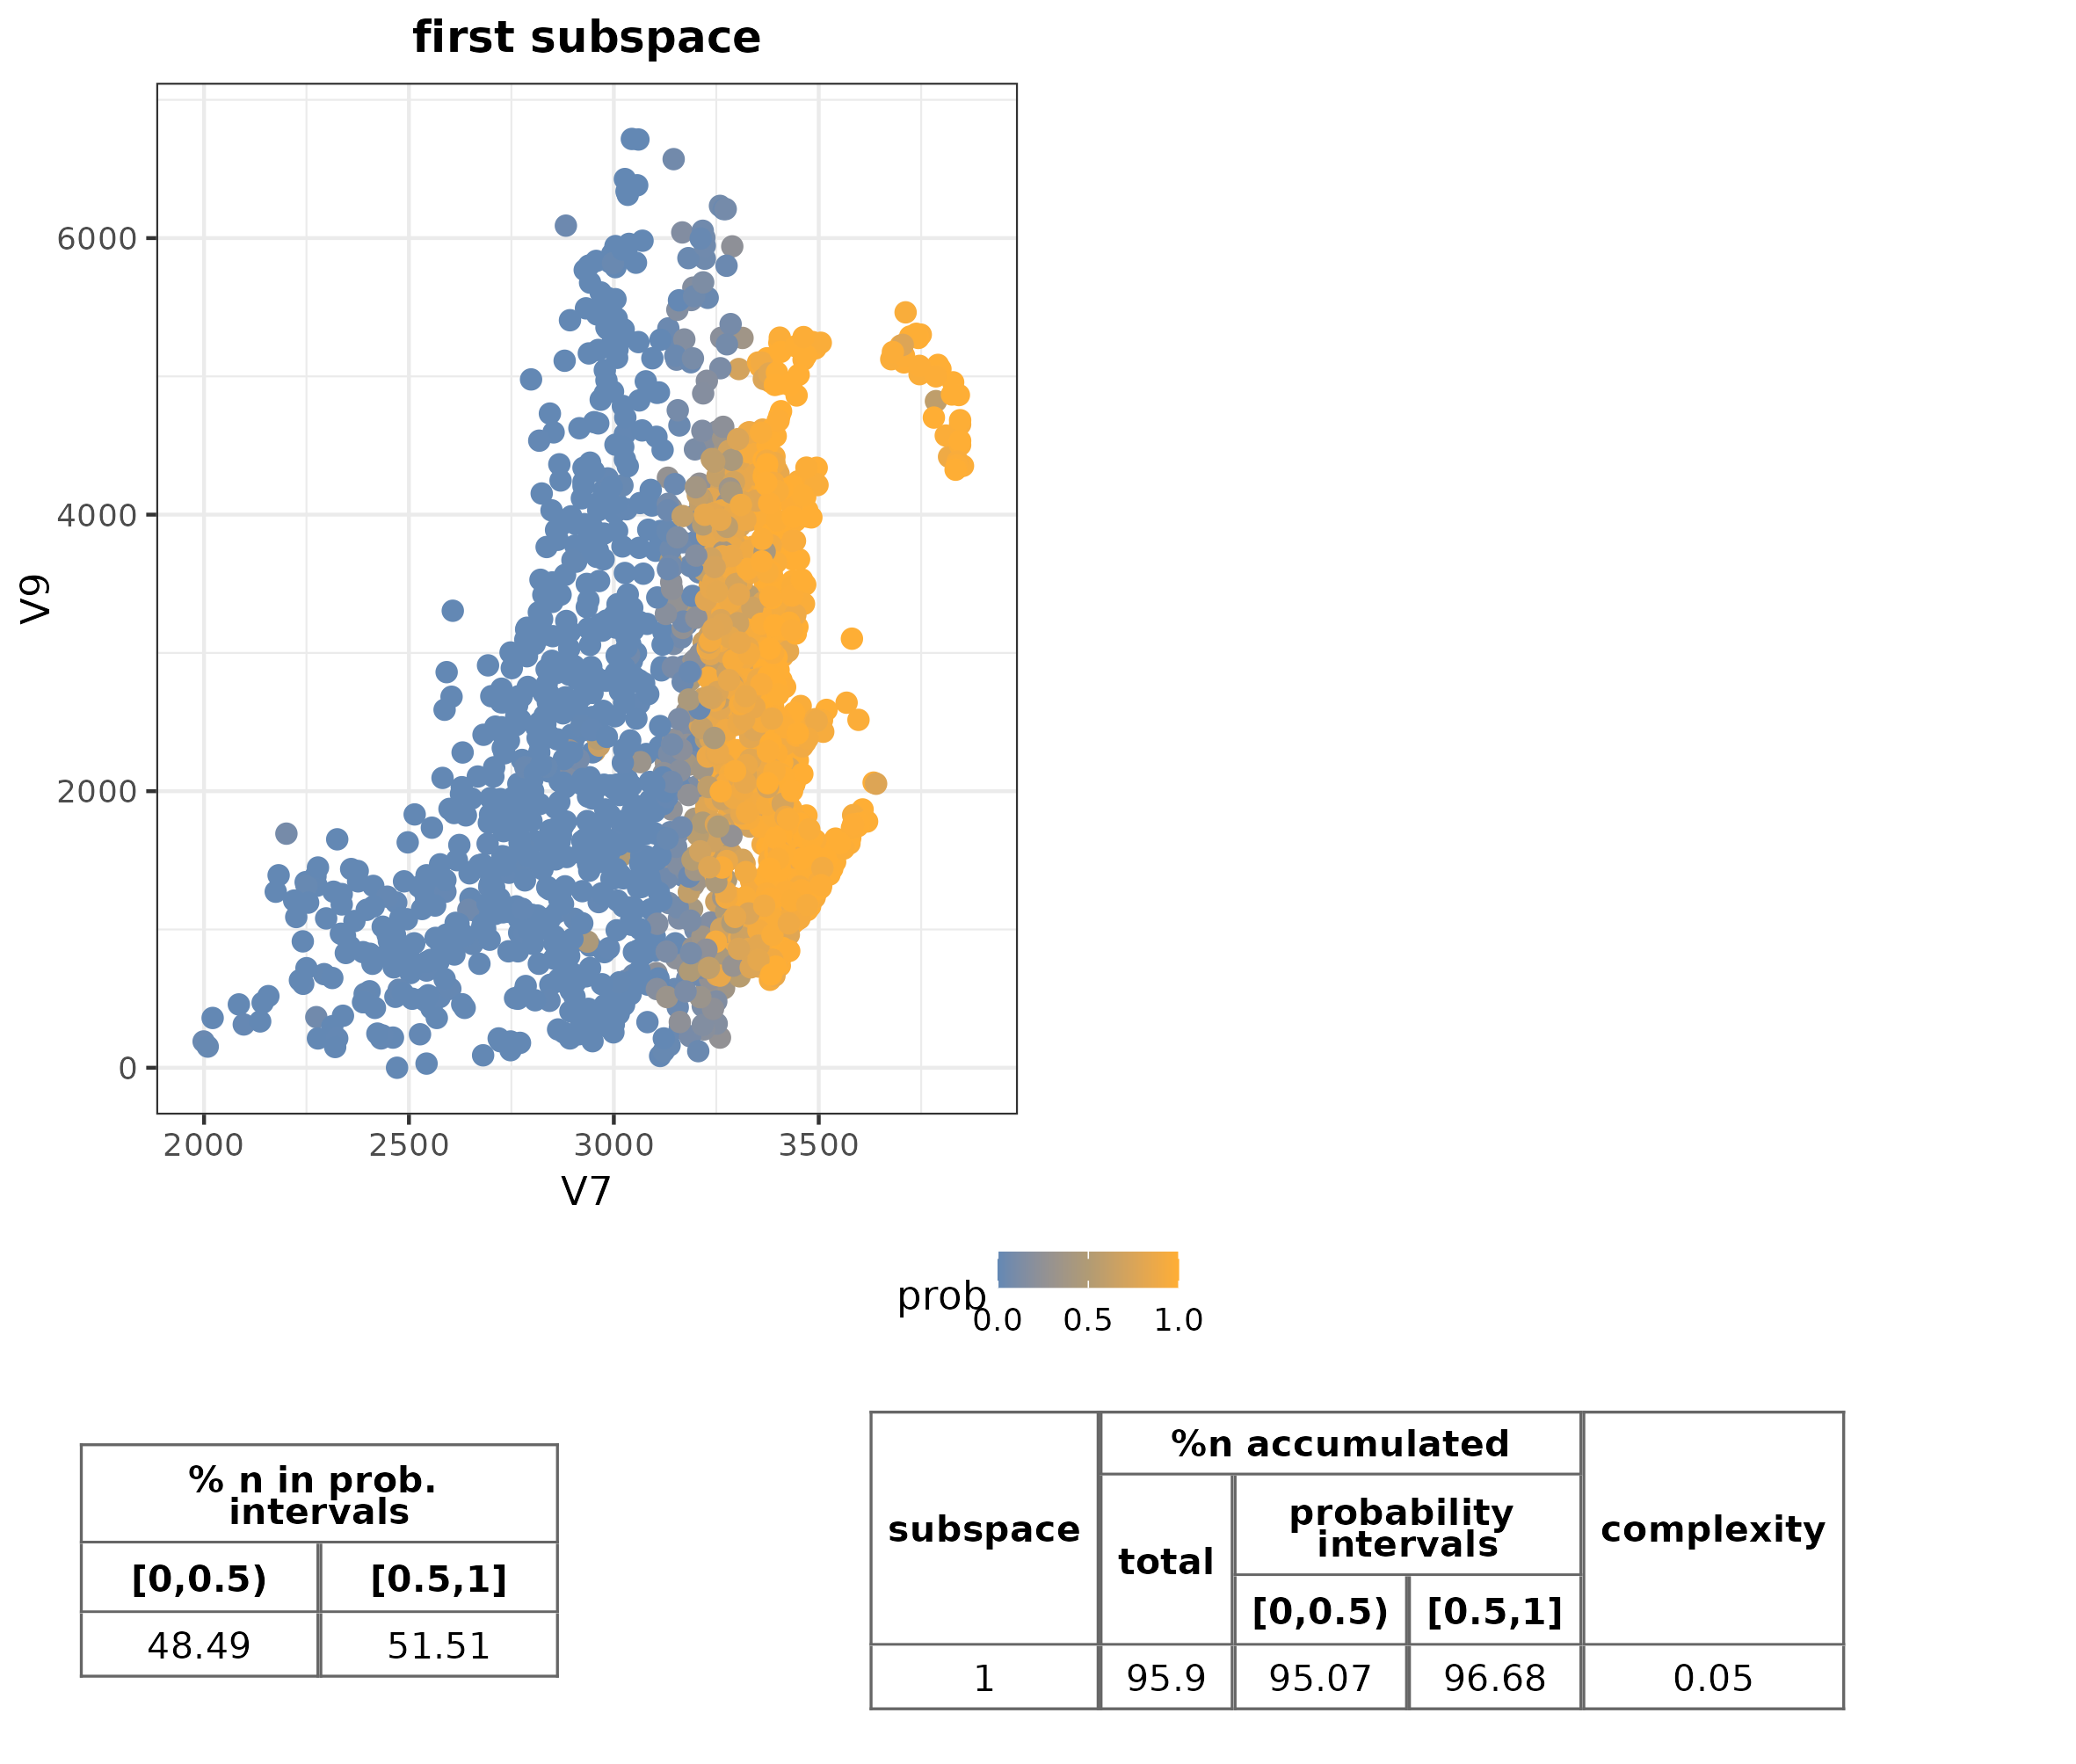 first subspace
6000
4000
2000
0
V9
2000 2500 3000 3500
V7
prob
0.0 0.5 1.0
% n in prob.
intervals
[0,0.5) [0.5,1]
48.49 51.51
%n accumulated
subspace
total
probability
intervals
complexity
[0,0.5) [0.5,1]
1 95.9 95.07 96.68 0.05